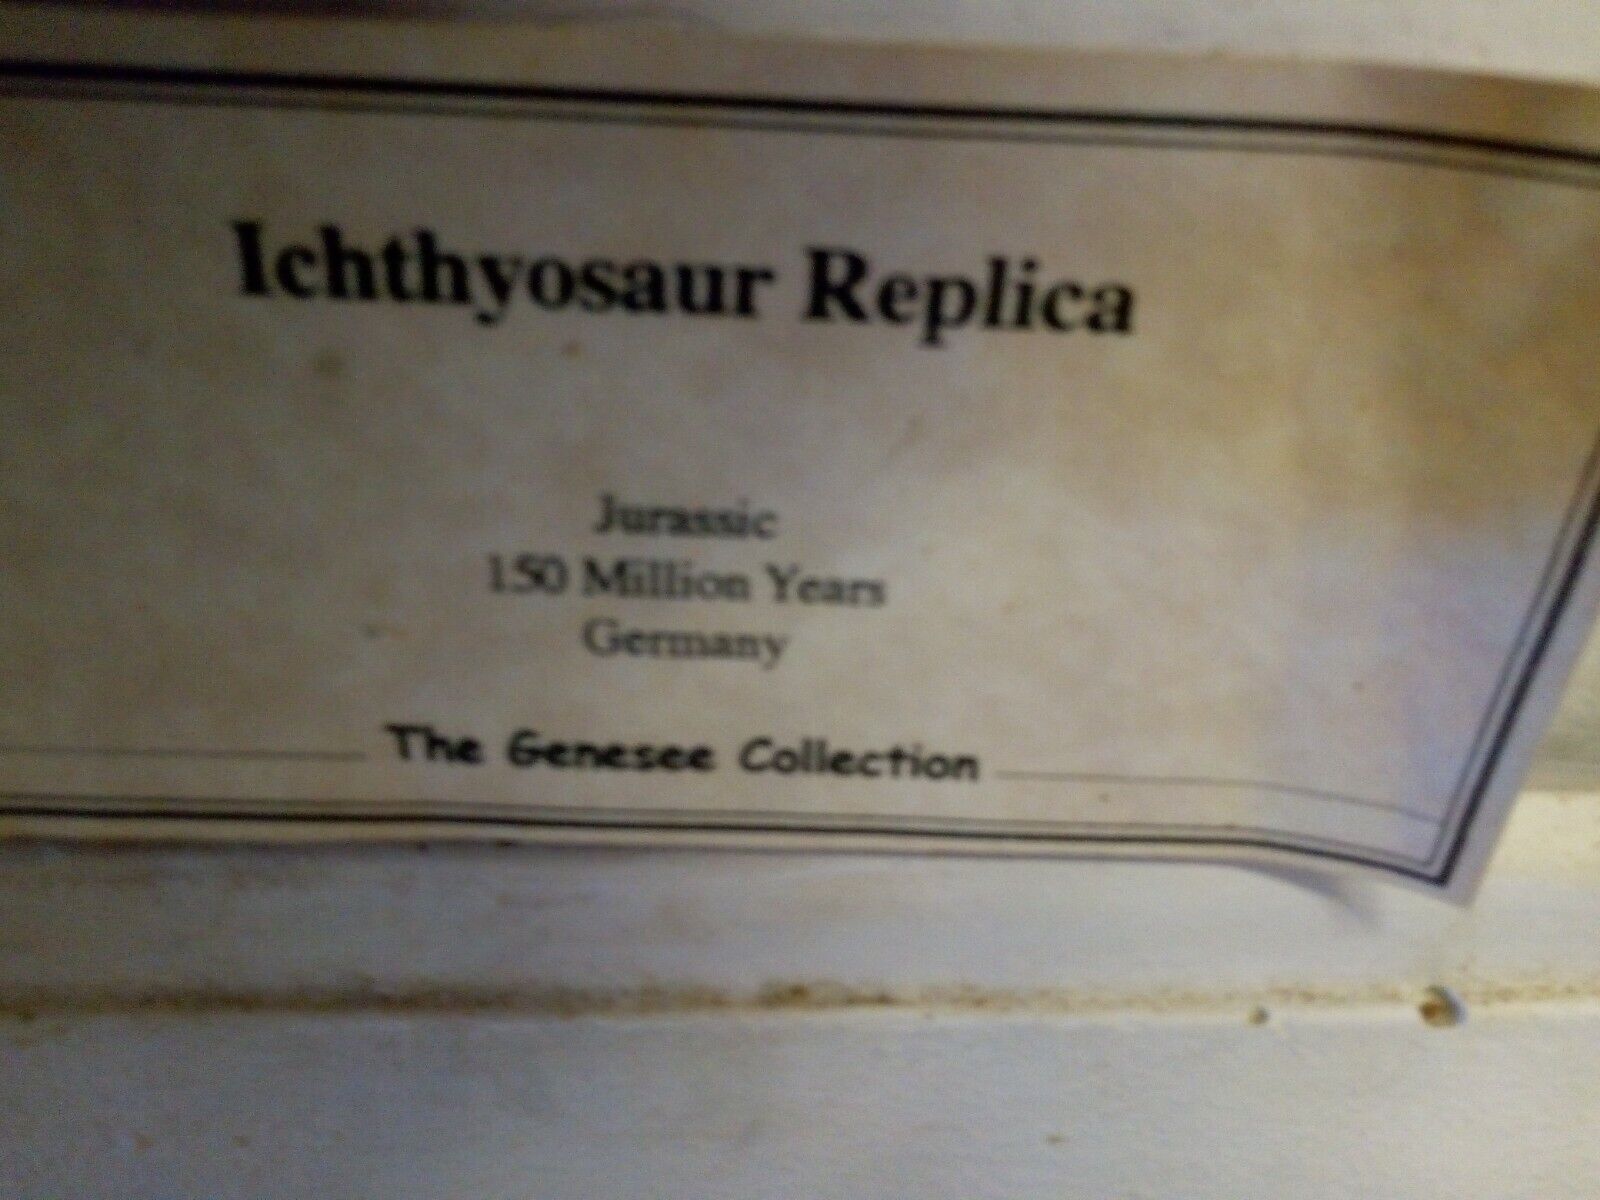 Ichthyosaur Replica
Jurassic
150 Million Years
Germany
The Genesee Collection